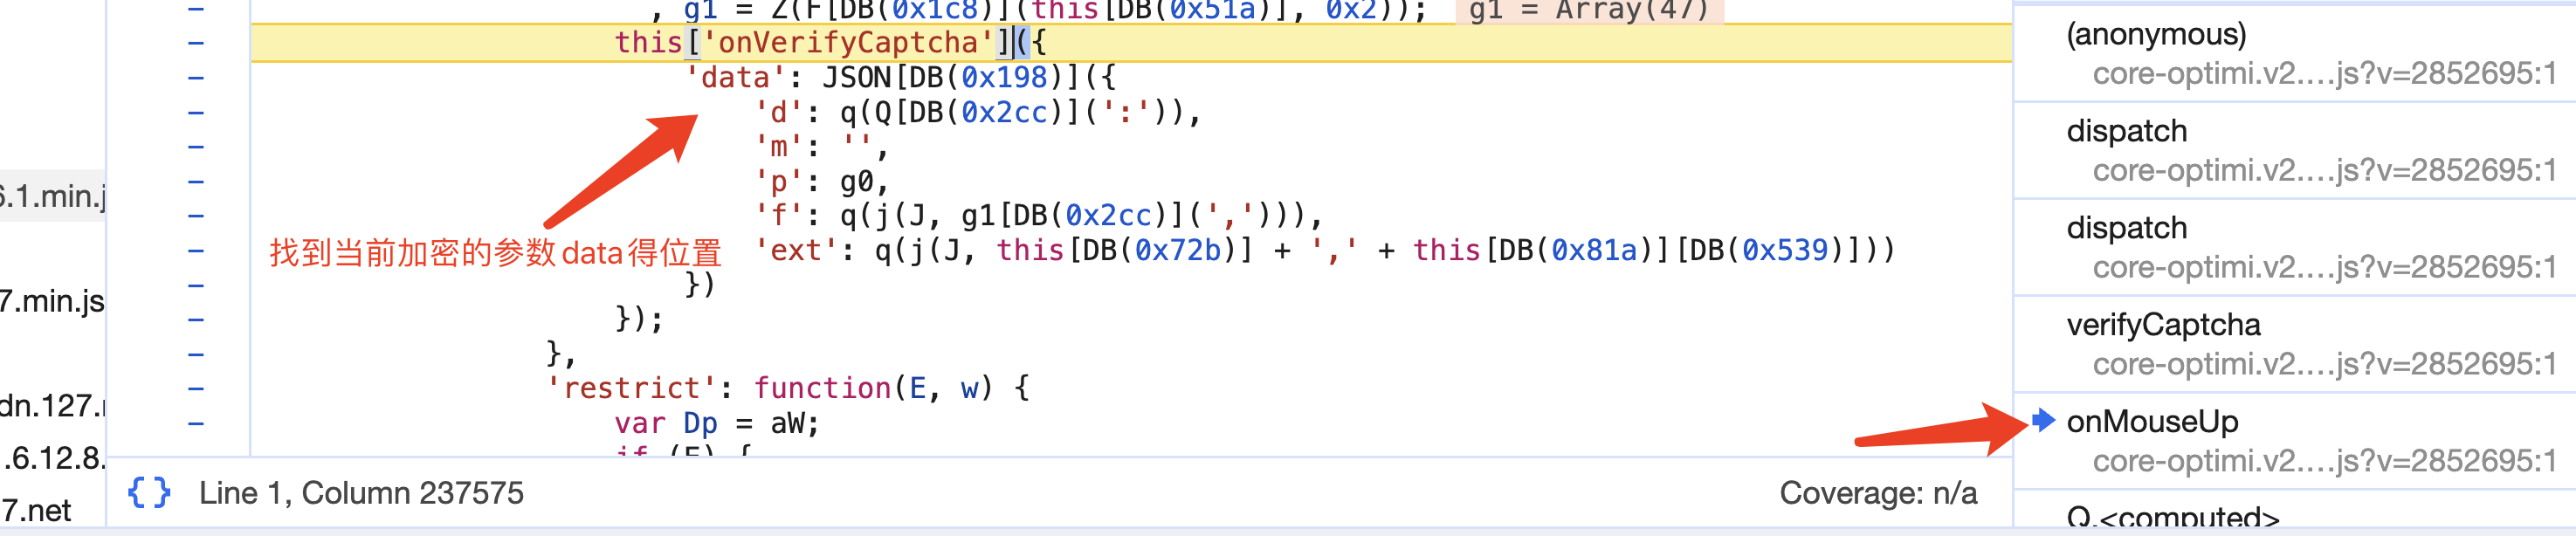 , g1 = Z(F[DB(0x1c8)](this[DB(0x51a)], 0x2)); g1 = Array(47)
this['onVerifyCaptcha']({
'data': JSON[DB(0x198)]({
'd': q(Q[DB(0x2cc)](':')),
'm': '',
'p': g0,
'f': q(j(J, g1[DB(0x2cc)](','))),
'ext': q(j(J, this[DB(0x72b)] + ',' + this[DB(0x81a)][DB(0x539)]))
})
});
},
'restrict': function(E, w) {
var Dp = aW;
if (E) {
找到当前加密的参数data得位置
6.1.min.j
7.min.js
dn.127.
.6.12.8.
7.net
{} Line 1, Column 237575
Coverage: n/a
(anonymous)
core-optimi.v2....js?v=2852695:1
dispatch
core-optimi.v2....js?v=2852695:1
dispatch
core-optimi.v2....js?v=2852695:1
verifyCaptcha
core-optimi.v2....js?v=2852695:1
onMouseUp
core-optimi.v2....js?v=2852695:1
Q.<computed>